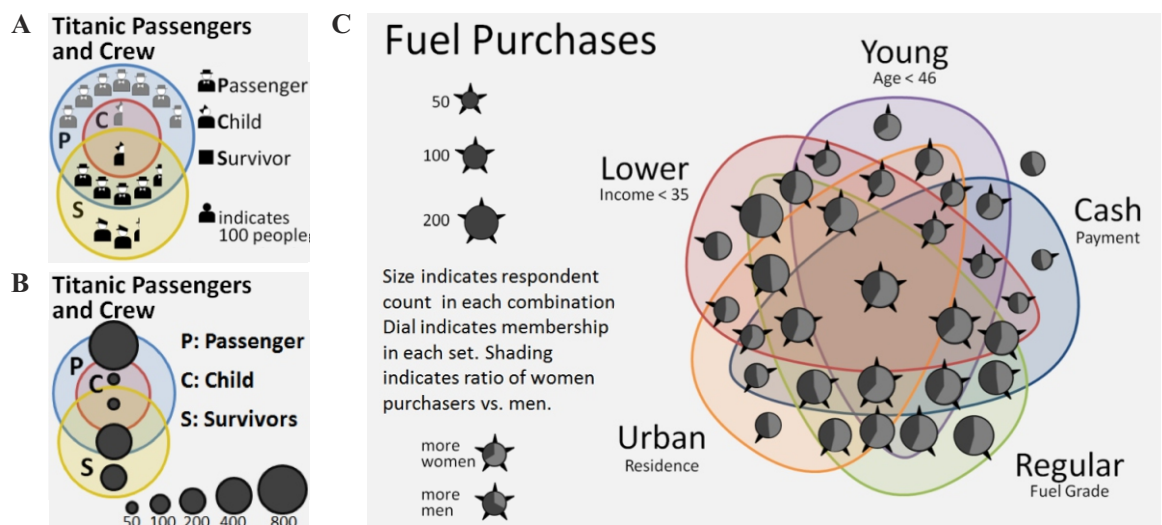 A
Titanic Passengers
and Crew
P
C
S
Passenger
Child
Survivor
indicates
100 people
B
Titanic Passengers
and Crew
P
C
S
P: Passenger
C: Child
S: Survivors
50 100 200 400 800
C
Fuel Purchases
50
100
200
Size indicates respondent
count in each combination
Dial indicates membership
in each set. Shading
indicates ratio of women
purchasers vs. men.
more
women
more
men
Young
Age < 46
Lower
Income < 35
Cash
Payment
Urban
Residence
Regular
Fuel Grade